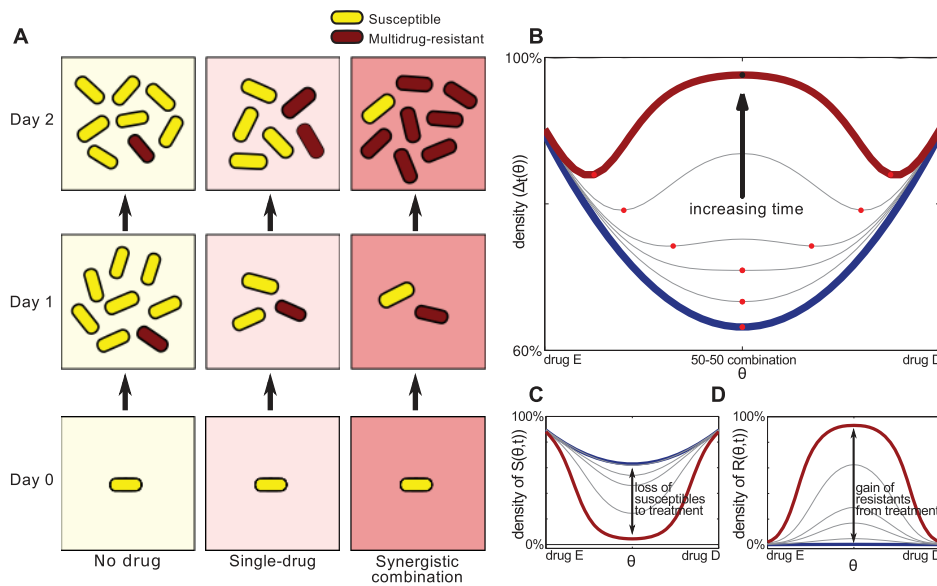 A
Susceptible
Multidrug-resistant
Day 2
Day 1
Day 0
No drug
Single-drug
Synergistic
combination
B
100%
density (Δt(θ))
increasing time
60%
drug E
50-50 combination
drug D
θ
C
100%
density of S(θ,t))
loss of
susceptibles
to treatment
0%
drug E
drug D
θ
D
100%
density of R(θ,t))
gain of
resistants
from treatment
0%
drug E
drug D
θ